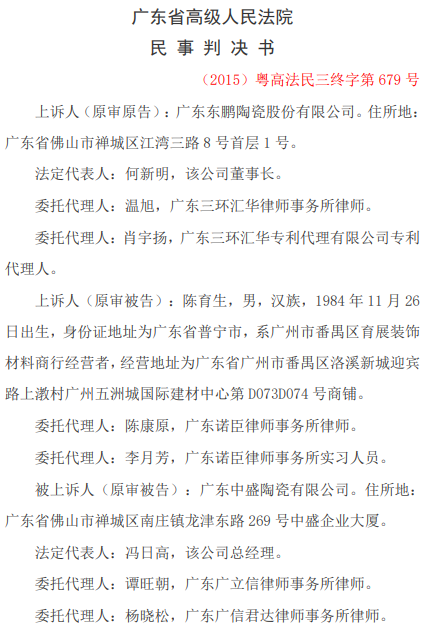 广东省高级人民法院
民 事 判 决 书
（2015）粤高法民三终字第 679 号
上诉人（原审原告）：广东东鹏陶瓷股份有限公司。住所地：
广东省佛山市禅城区江湾三路 8 号首层 1 号。
法定代表人：何新明，该公司董事长。
委托代理人：温旭，广东三环汇华律师事务所律师。
委托代理人：肖宇扬，广东三环汇华专利代理有限公司专利
代理人。
上诉人（原审被告）：陈育生，男，汉族，1984 年 11 月 26
日出生，身份证地址为广东省普宁市，系广州市番禺区育展装饰
材料商行经营者，经营地址为广东省广州市番禺区洛溪新城迎宾
路上漖村广州五洲城国际建材中心第 D073D074 号商铺。
委托代理人：陈康原，广东诺臣律师事务所律师。
委托代理人：李月芳，广东诺臣律师事务所实习人员。
被上诉人（原审被告）：广东中盛陶瓷有限公司。住所地：
广东省佛山市禅城区南庄镇龙津东路 269 号中盛企业大厦。
法定代表人：冯日高，该公司总经理。
委托代理人：谭旺朝，广东广立信律师事务所律师。
委托代理人：杨晓松，广东广信君达律师事务所律师。